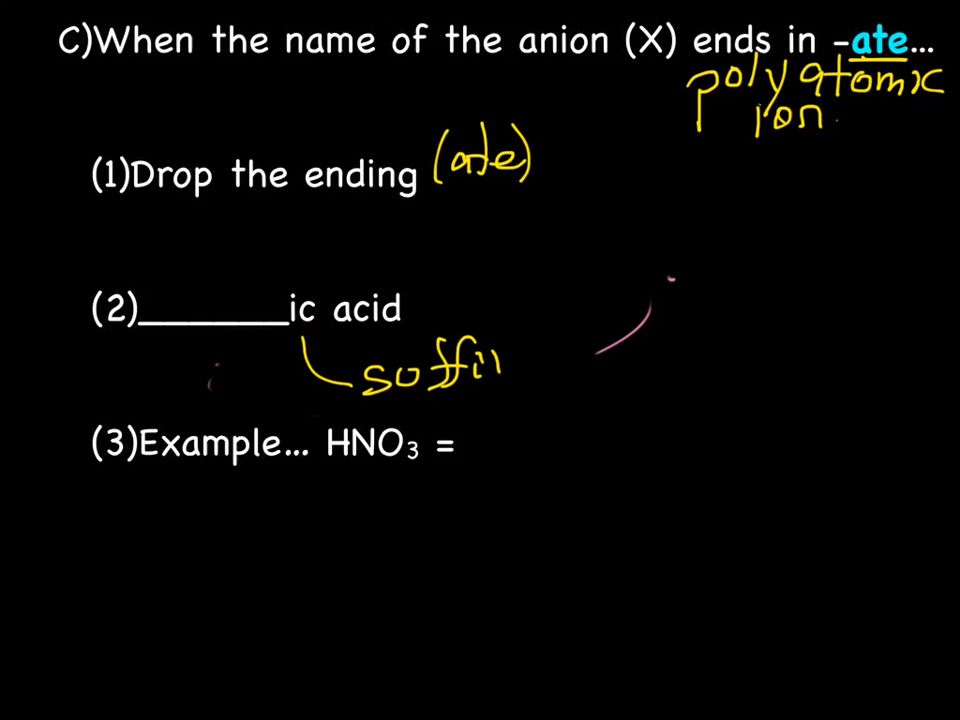 C)When the name of the anion (X) ends in -ate...
polyatomic
ion
(1)Drop the ending (ate)
(2)______ic acid
suffix
(3)Example... HNO₃ =